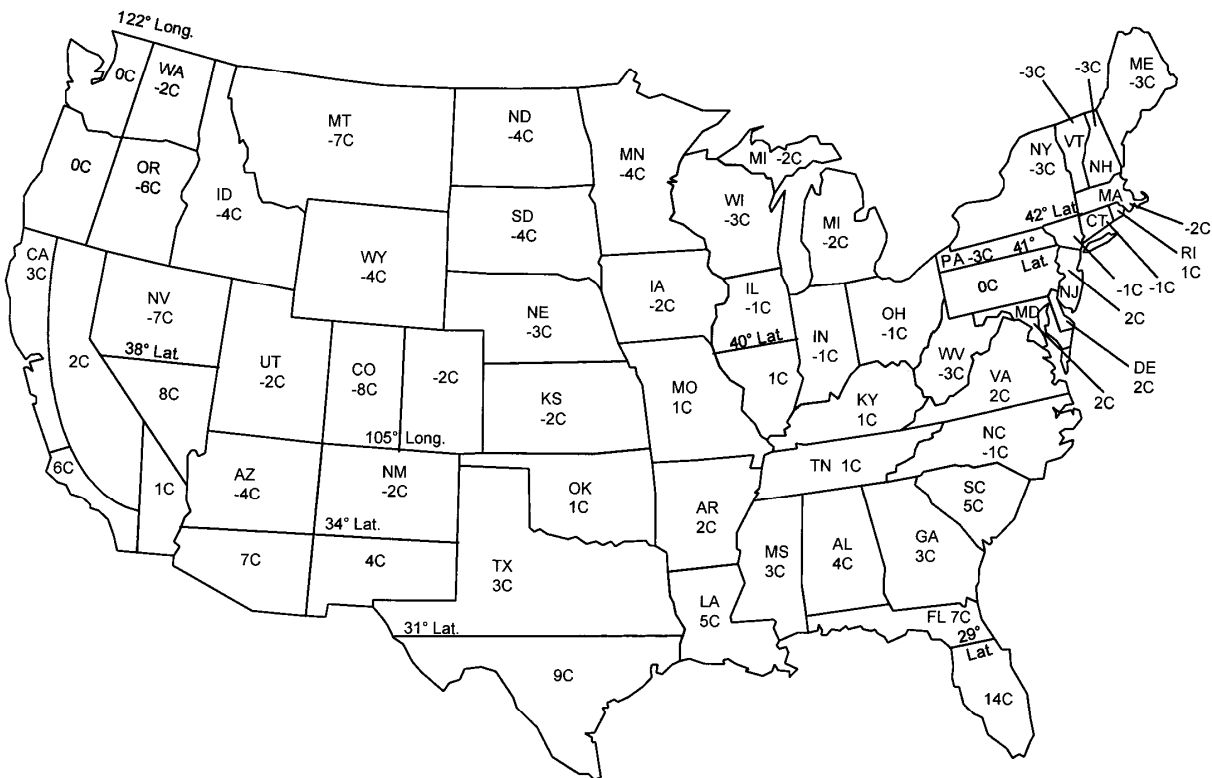 122° Long.
0C
WA
-2C
MT
-7C
ND
-4C
MN
-4C
MI -2C
-3C
-3C
ME
-3C
0C
OR
-6C
ID
-4C
SD
-4C
WI
-3C
MI
-2C
NY
-3C
VT
NH
42° Lat
MA
CT
-2C
RI
1C
CA
3C
WY
-4C
NE
-3C
IA
-2C
IL
-1C
40° Lat.
IN
-1C
OH
-1C
PA -3C 41°
Lat
0C
NJ
-1C
-1C
2C
NV
-7C
38° Lat.
2C
8C
UT
-2C
CO
-8C
-2C
105° Long.
KS
-2C
MO
1C
1C
KY
1C
WV
-3C
MD
VA
2C
2C
DE
2C
6C
1C
AZ
-4C
NM
-2C
34° Lat.
OK
1C
AR
2C
TN 1C
NC
-1C
SC
5C
7C
4C
TX
3C
31° Lat.
MS
3C
AL
4C
GA
3C
LA
5C
FL 7C
29°
Lat
9C
14C